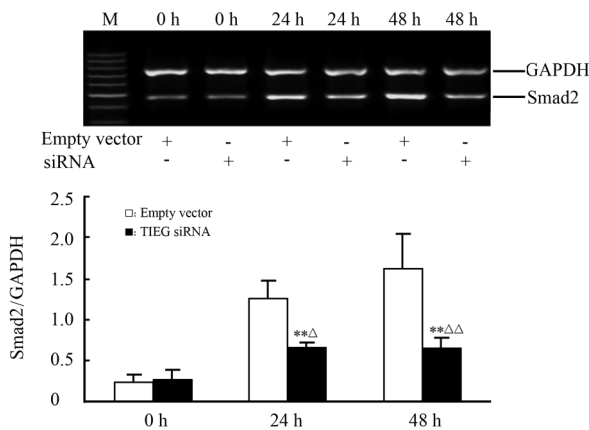 M 0 h 0 h 24 h 24 h 48 h 48 h
GAPDH
Smad2
Empty vector + - + - + -
siRNA - + - + - +
2.5
2.0
1.5
1.0
0.5
0
Smad2/GAPDH
□: Empty vector
■: TIEG siRNA
**△
**△△
0 h 24 h 48 h